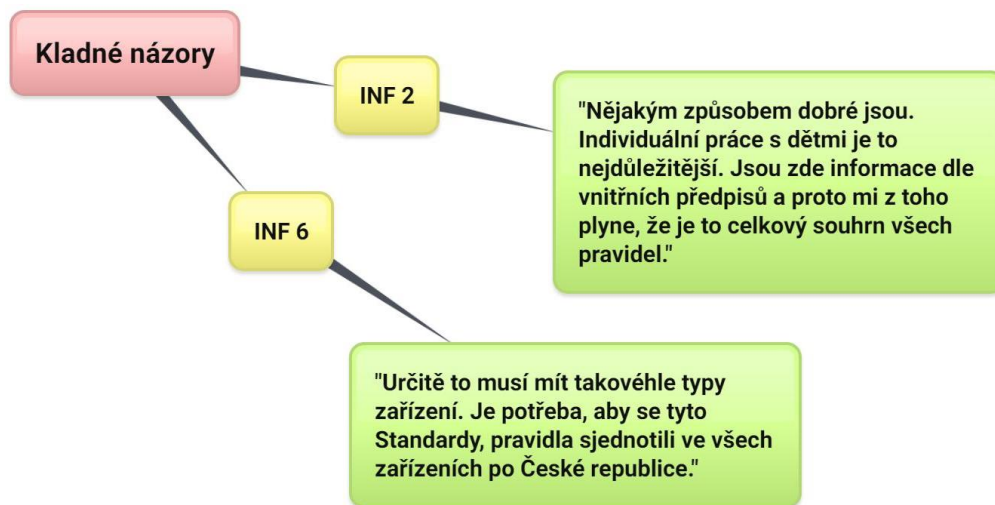 Kladné názory
INF 2
"Nějakým způsobem dobré jsou.
Individuální práce s dětmi je to
nejdůležitější. Jsou zde informace dle
vnitřních předpisů a proto mi z toho
plyne, že je to celkový souhrn všech
pravidel."
INF 6
"Určitě to musí mít takovéhle typy
zařízení. Je potřeba, aby se tyto
Standardy, pravidla sjednotili ve všech
zařízeních po České republice."